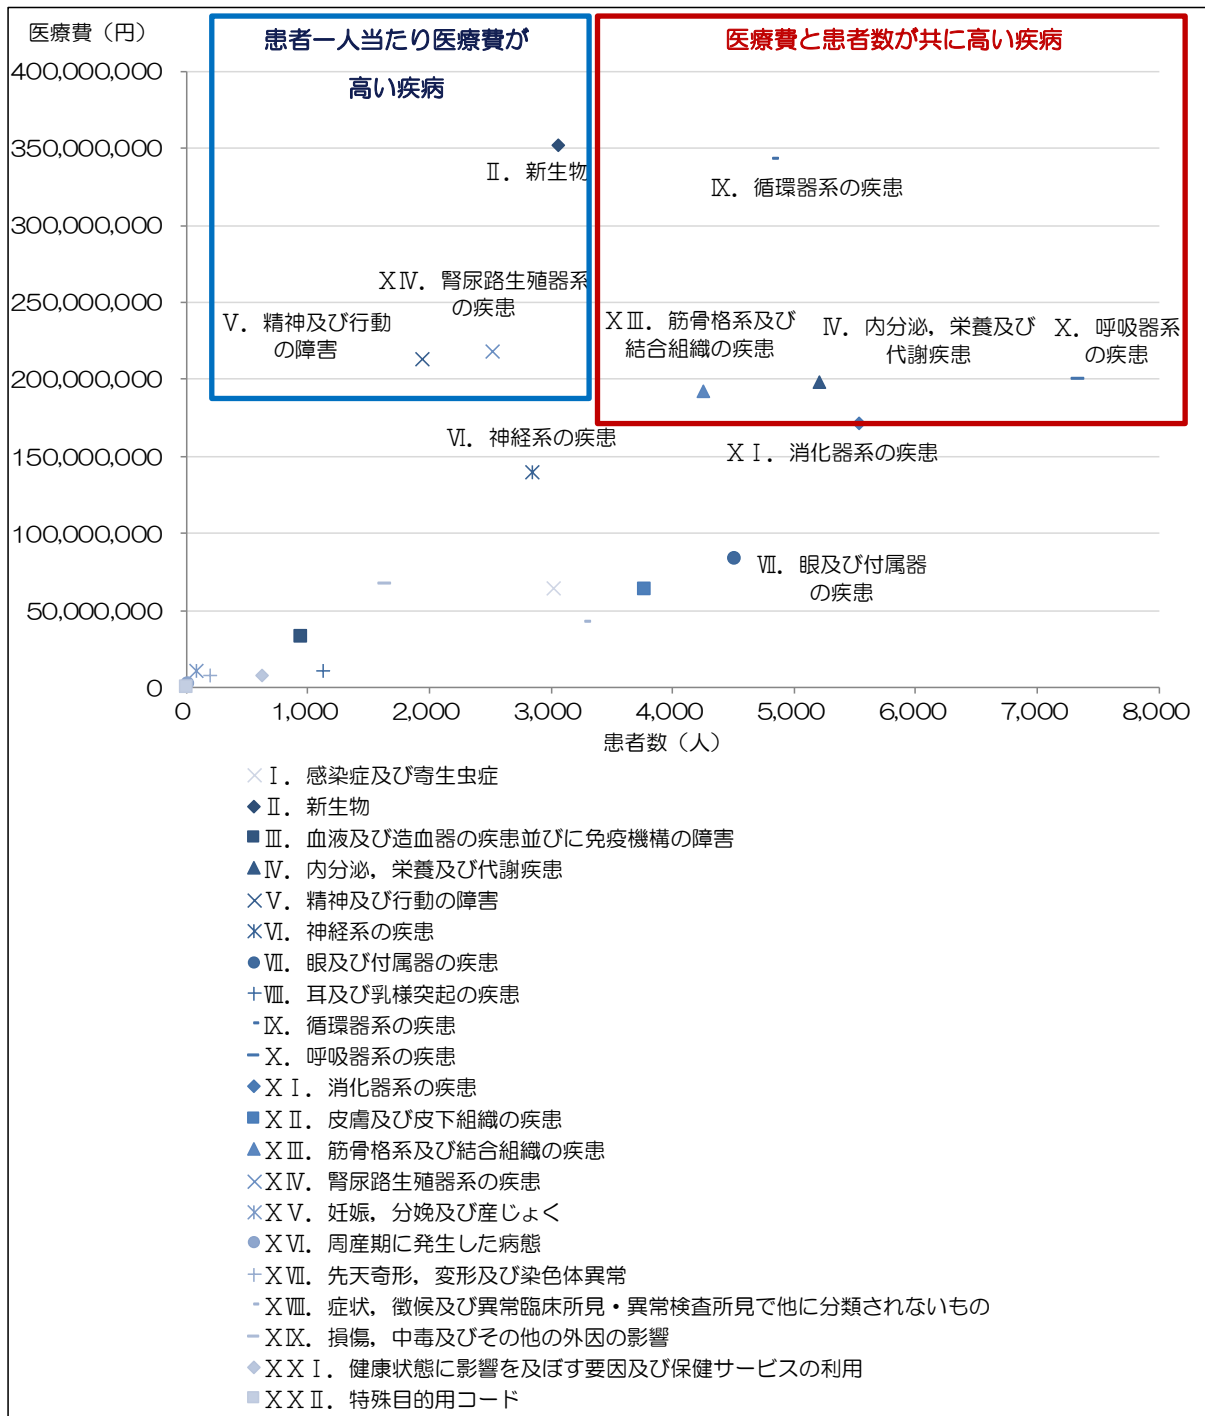 医療費（円）
患者一人当たり医療費が
高い疾病
医療費と患者数が共に高い疾病
400,000,000
350,000,000
300,000,000
250,000,000
200,000,000
150,000,000
100,000,000
50,000,000
0
Ⅱ．新生物
Ⅸ．循環器系の疾患
ＸⅣ．腎尿路生殖器系
の疾患
Ⅴ．精神及び行動
の障害
ＸⅢ．筋骨格系及び
結合組織の疾患
Ⅳ．内分泌，栄養及び
代謝疾患
Ⅹ．呼吸器系
の疾患
Ⅵ．神経系の疾患
ＸⅠ．消化器系の疾患
Ⅶ．眼及び付属器
の疾患
0 1,000 2,000 3,000 4,000 5,000 6,000 7,000 8,000
患者数（人）
Ⅰ．感染症及び寄生虫症
Ⅱ．新生物
Ⅲ．血液及び造血器の疾患並びに免疫機構の障害
Ⅳ．内分泌，栄養及び代謝疾患
Ⅴ．精神及び行動の障害
Ⅵ．神経系の疾患
Ⅶ．眼及び付属器の疾患
Ⅷ．耳及び乳様突起の疾患
Ⅸ．循環器系の疾患
Ⅹ．呼吸器系の疾患
ＸⅠ．消化器系の疾患
ＸⅡ．皮膚及び皮下組織の疾患
ＸⅢ．筋骨格系及び結合組織の疾患
ＸⅣ．腎尿路生殖器系の疾患
ＸⅤ．妊娠，分娩及び産じょく
ＸⅥ．周産期に発生した病態
ＸⅦ．先天奇形，変形及び染色体異常
ＸⅧ．症状，徴候及び異常臨床所見・異常検査所見で他に分類されないもの
ＸⅨ．損傷，中毒及びその他の外因の影響
ＸＸⅠ．健康状態に影響を及ぼす要因及び保健サービスの利用
ＸＸⅡ．特殊目的用コード